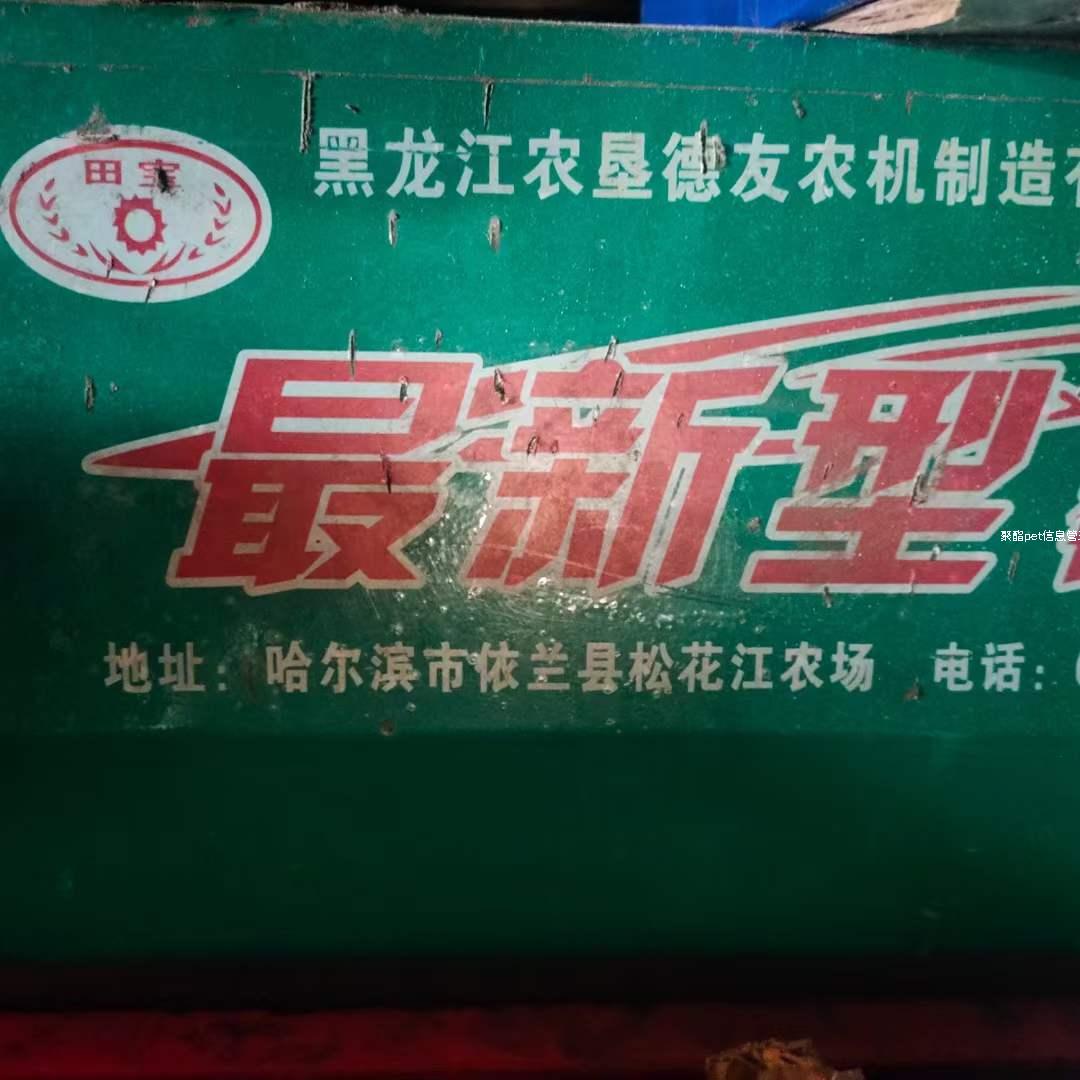 田
黑龙江农垦德友农机制造有
最新型
地址：哈尔滨市依兰县松花江农场 电话：
聚酯pet信息管